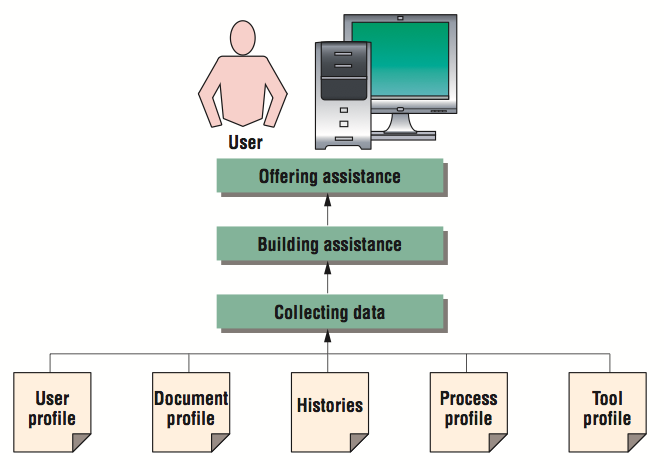 User
Offering assistance
Building assistance
Collecting data
User
profile
Document
profile
Histories
Process
profile
Tool
profile